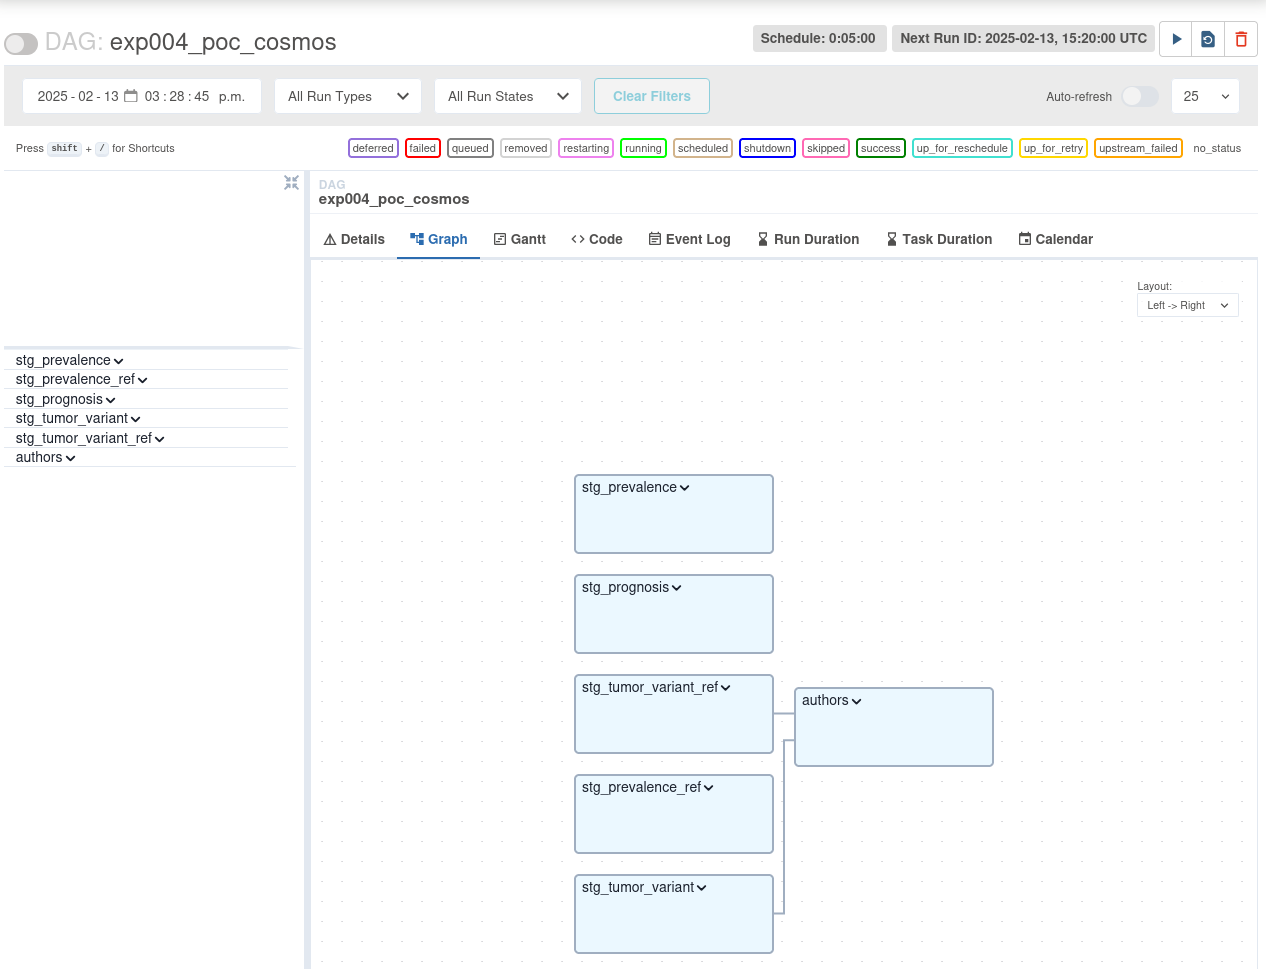 DAG: exp004_poc_cosmos
Schedule: 0:05:00
Next Run ID: 2025-02-13, 15:20:00 UTC
2025-02-13 03:28:45 p.m.
All Run Types
All Run States
Clear Filters
Auto-refresh
25
Press shift + / for Shortcuts
deferred failed queued removed restarting running scheduled shutdown skipped success up_for_reschedule up_for_retry upstream_failed no_status
DAG
exp004_poc_cosmos
Details Graph Gantt <> Code Event Log Run Duration Task Duration Calendar
Layout:
Left -> Right
stg_prevalence
stg_prevalence_ref
stg_prognosis
stg_tumor_variant
stg_tumor_variant_ref
authors
stg_prevalence
stg_prognosis
stg_tumor_variant_ref
authors
stg_prevalence_ref
stg_tumor_variant